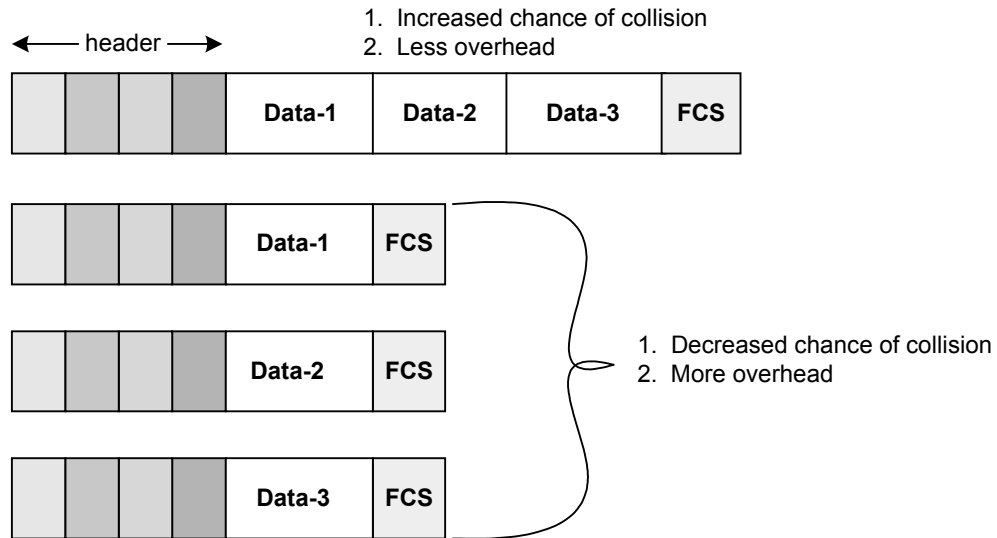 header
1. Increased chance of collision
2. Less overhead
Data-1 Data-2 Data-3 FCS
Data-1 FCS
Data-2 FCS
Data-3 FCS
1. Decreased chance of collision
2. More overhead